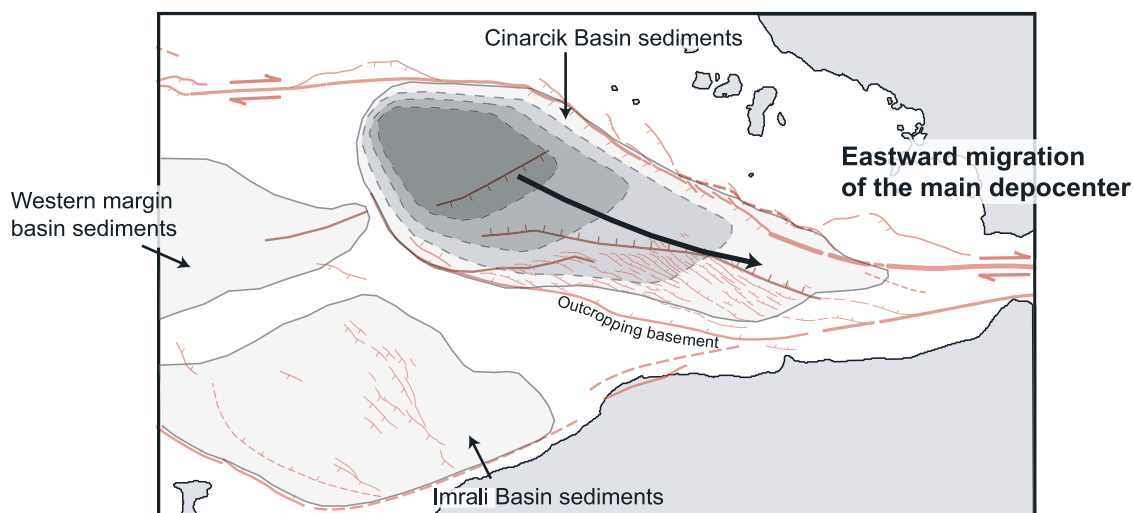 Cinarcik Basin sediments
Eastward migration
of the main depocenter
Western margin
basin sediments
Outcropping basement
Imrali Basin sediments